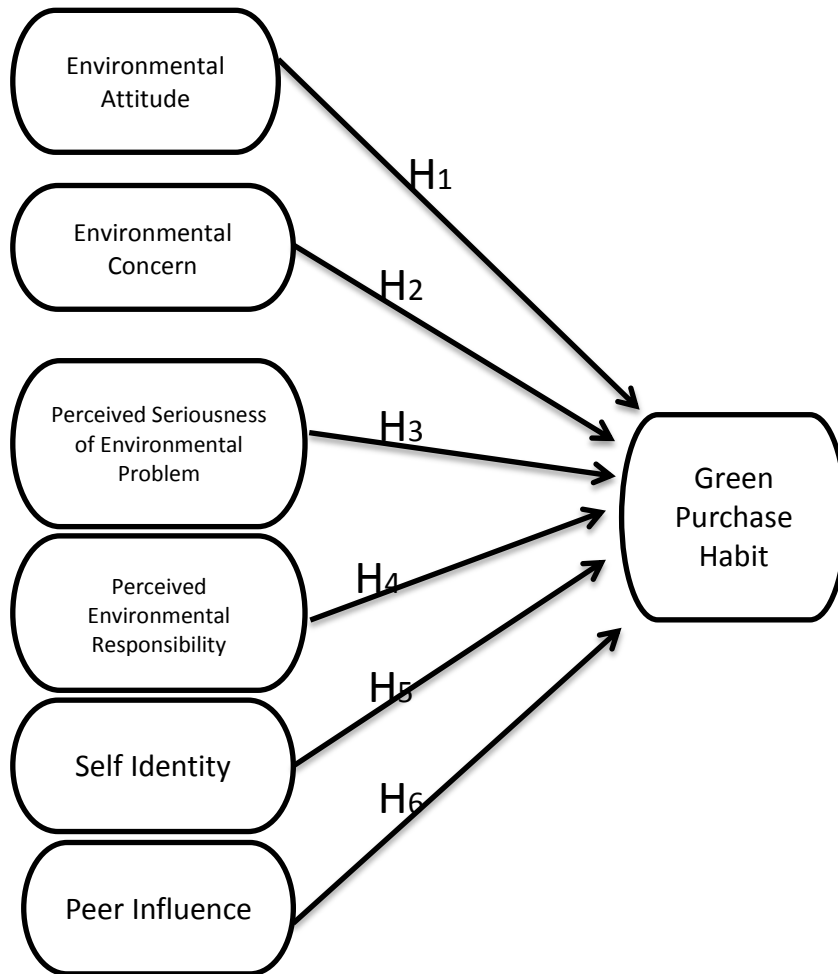 Environmental
Attitude
H1
Environmental
Concern
H2
Perceived Seriousness
of Environmental
Problem
H3
Green
Purchase
Habit
Perceived
Environmental
Responsibility
H4
Self Identity
H5
Peer Influence
H6